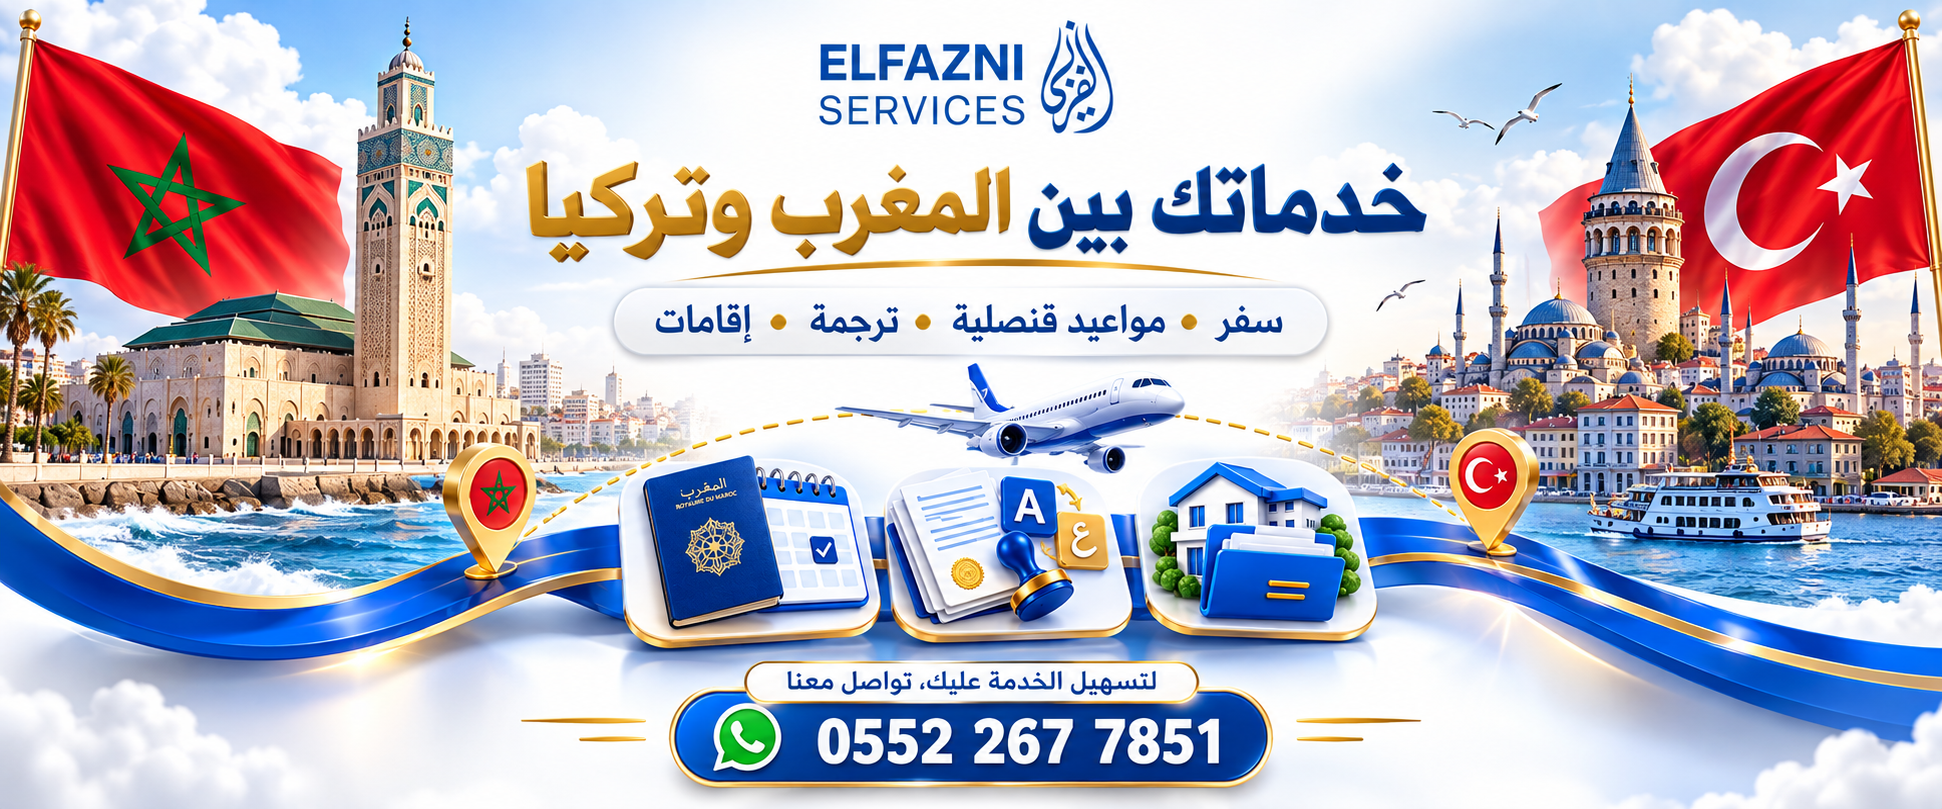 ELFAZNI
SERVICES
الفزني
خدماتك بين المغرب وتركيا
سفر • مواعيد قنصلية • ترجمة • إقامات
المغرب
ROYAUME DU MAROC
A
ع
لتسهيل الخدمة عليك، تواصل معنا
0552 267 7851